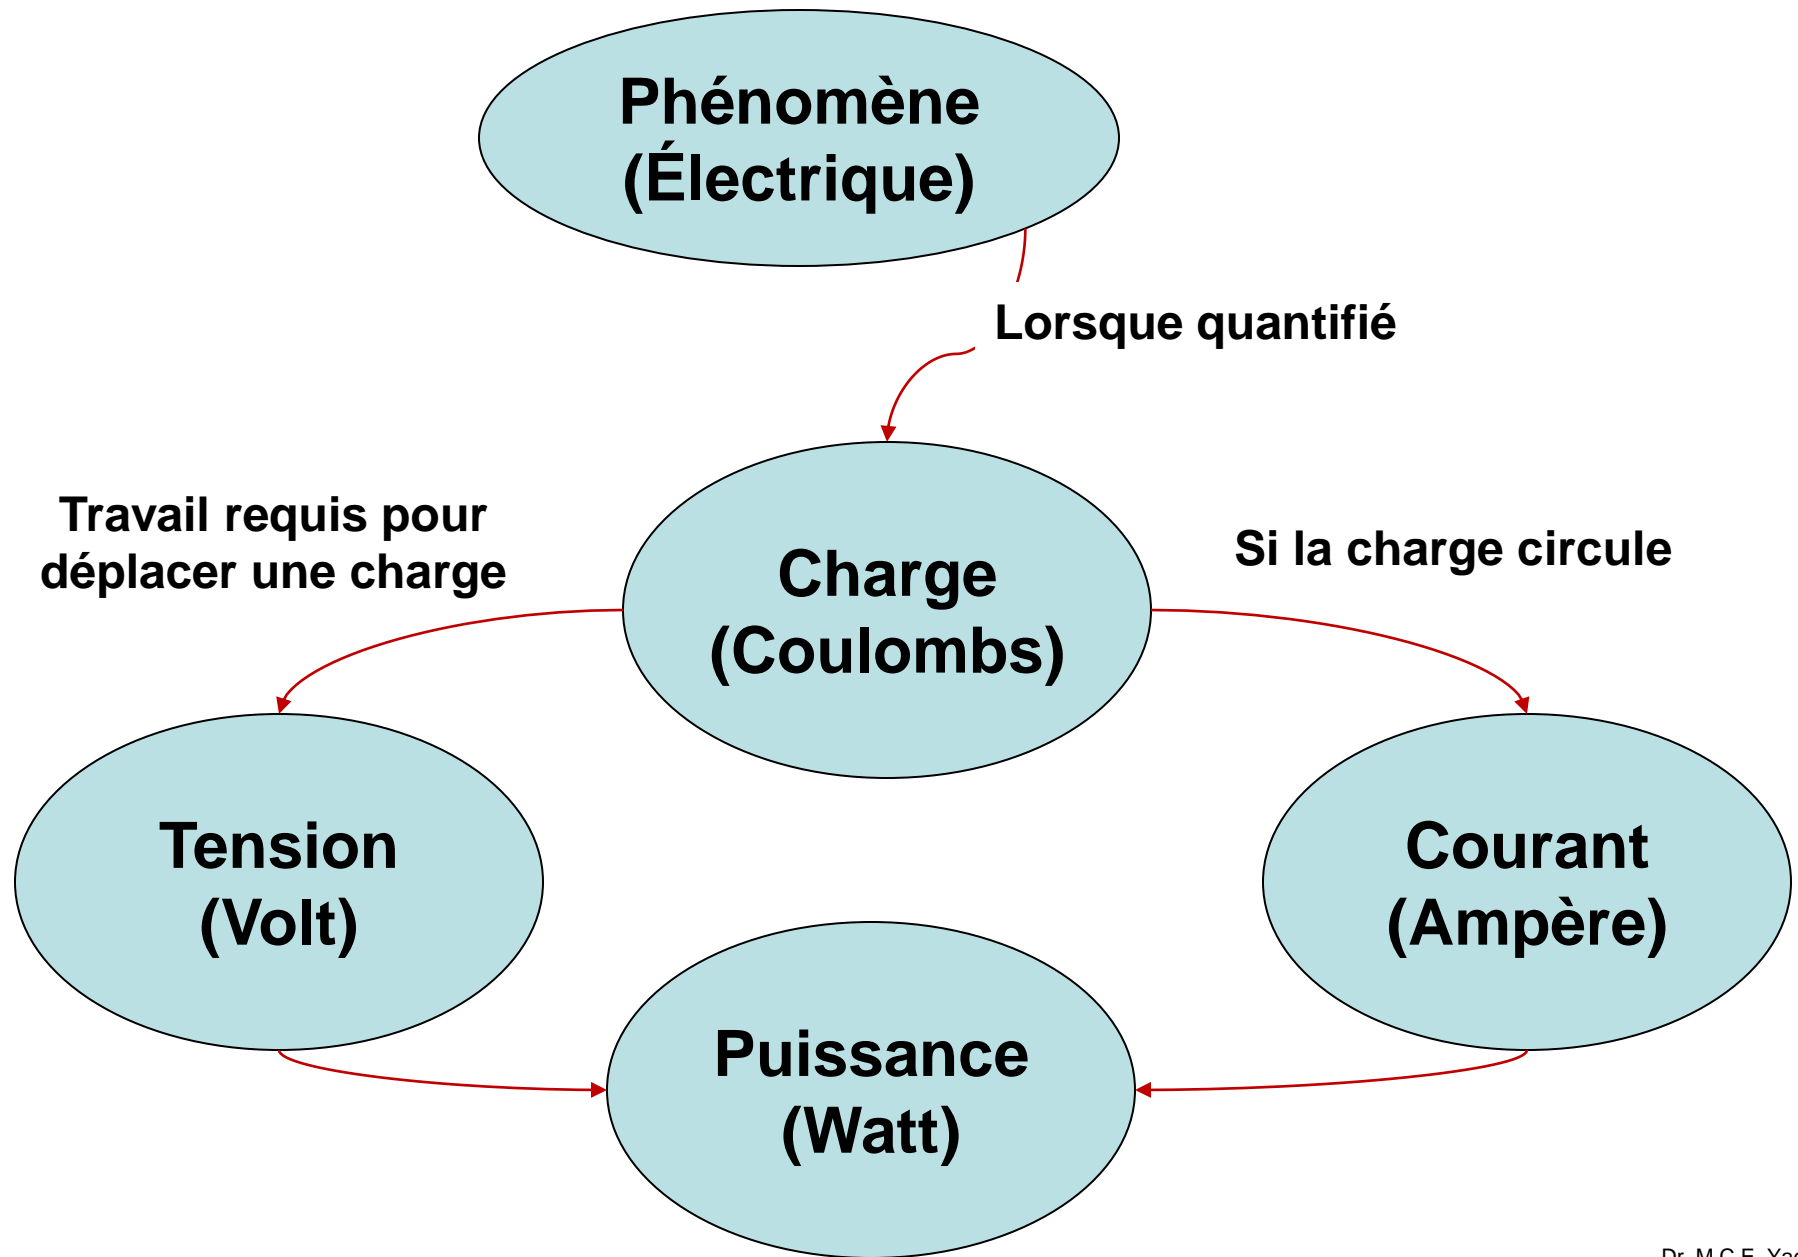 Phénomène
(Électrique)
Lorsque quantifié
Travail requis pour
déplacer une charge
Si la charge circule
Charge
(Coulombs)
Tension
(Volt)
Courant
(Ampère)
Puissance
(Watt)
Dr. M.C.E.